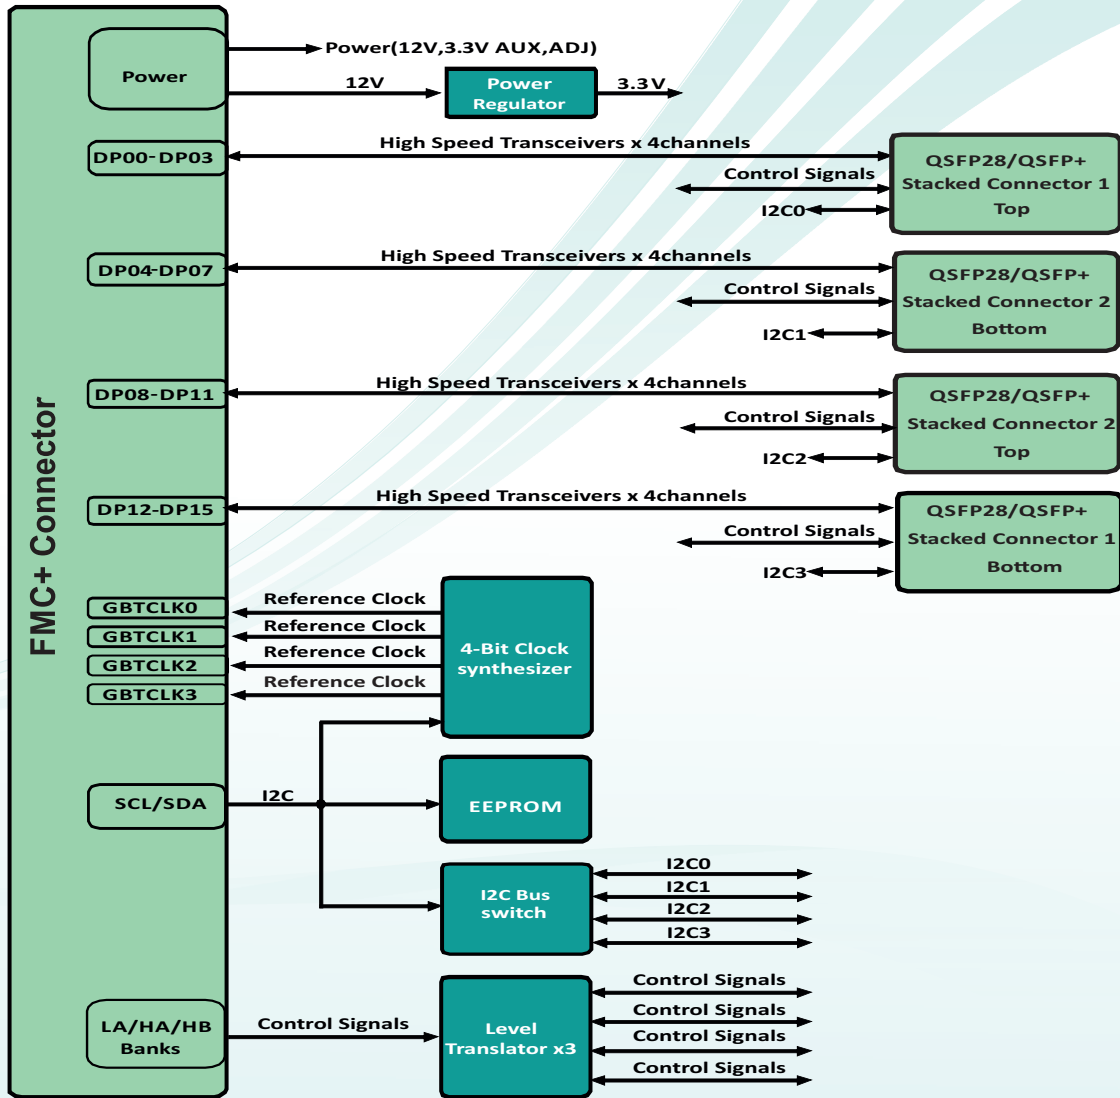 FMC+ Connector
Power
Power(12V,3.3V AUX,ADJ)
12V
Power
Regulator
3.3V
DP00-DP03
High Speed Transceivers x 4channels
Control Signals
I2C0
QSFP28/QSFP+
Stacked Connector 1
Top
DP04-DP07
High Speed Transceivers x 4channels
Control Signals
I2C1
QSFP28/QSFP+
Stacked Connector 2
Bottom
DP08-DP11
High Speed Transceivers x 4channels
Control Signals
I2C2
QSFP28/QSFP+
Stacked Connector 2
Top
DP12-DP15
High Speed Transceivers x 4channels
Control Signals
I2C3
QSFP28/QSFP+
Stacked Connector 1
Bottom
GBTCLK0
GBTCLK1
GBTCLK2
GBTCLK3
Reference Clock
Reference Clock
Reference Clock
Reference Clock
4-Bit Clock
synthesizer
SCL/SDA
I2C
EEPROM
I2C Bus
switch
I2C0
I2C1
I2C2
I2C3
LA/HA/HB
Banks
Control Signals
Level
Translator x3
Control Signals
Control Signals
Control Signals
Control Signals